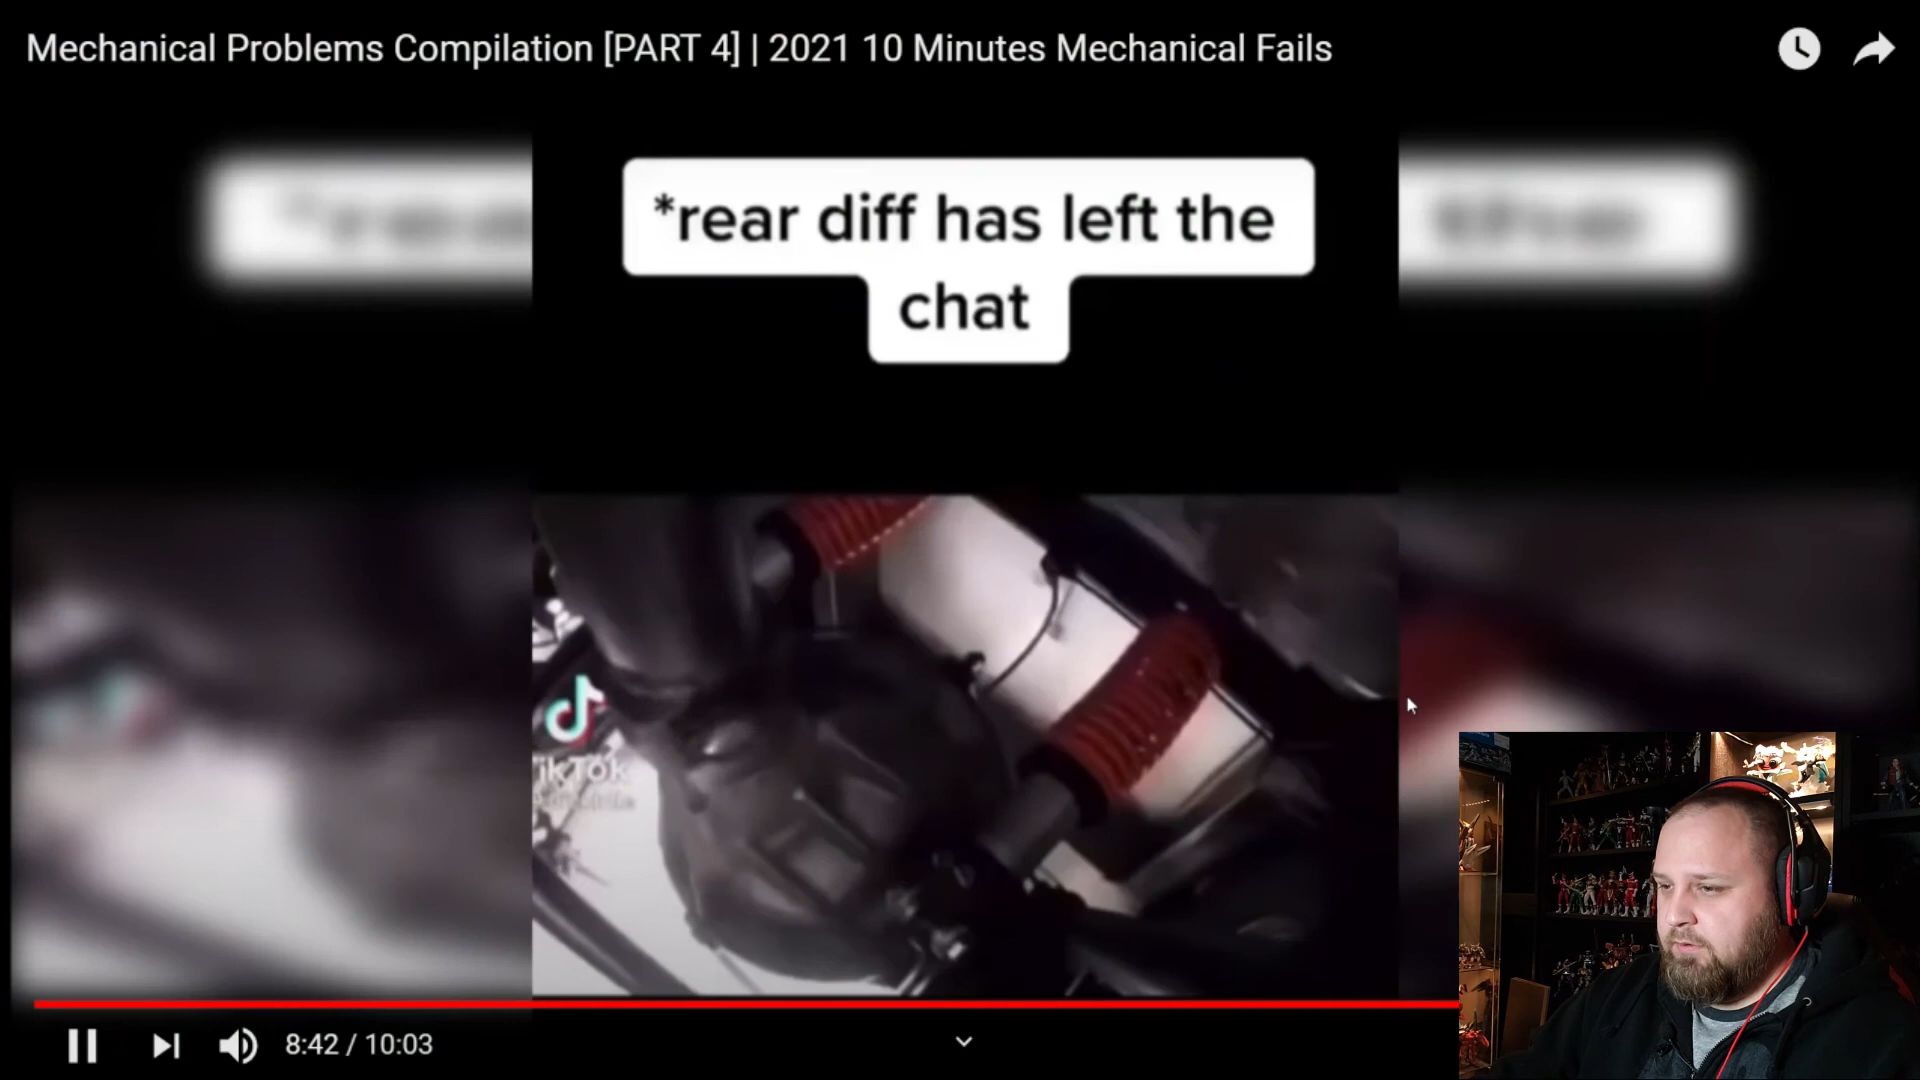 Mechanical Problems Compilation [PART 4] | 2021 10 Minutes Mechanical Fails
*rear diff has left the
chat
8:42 / 10:03